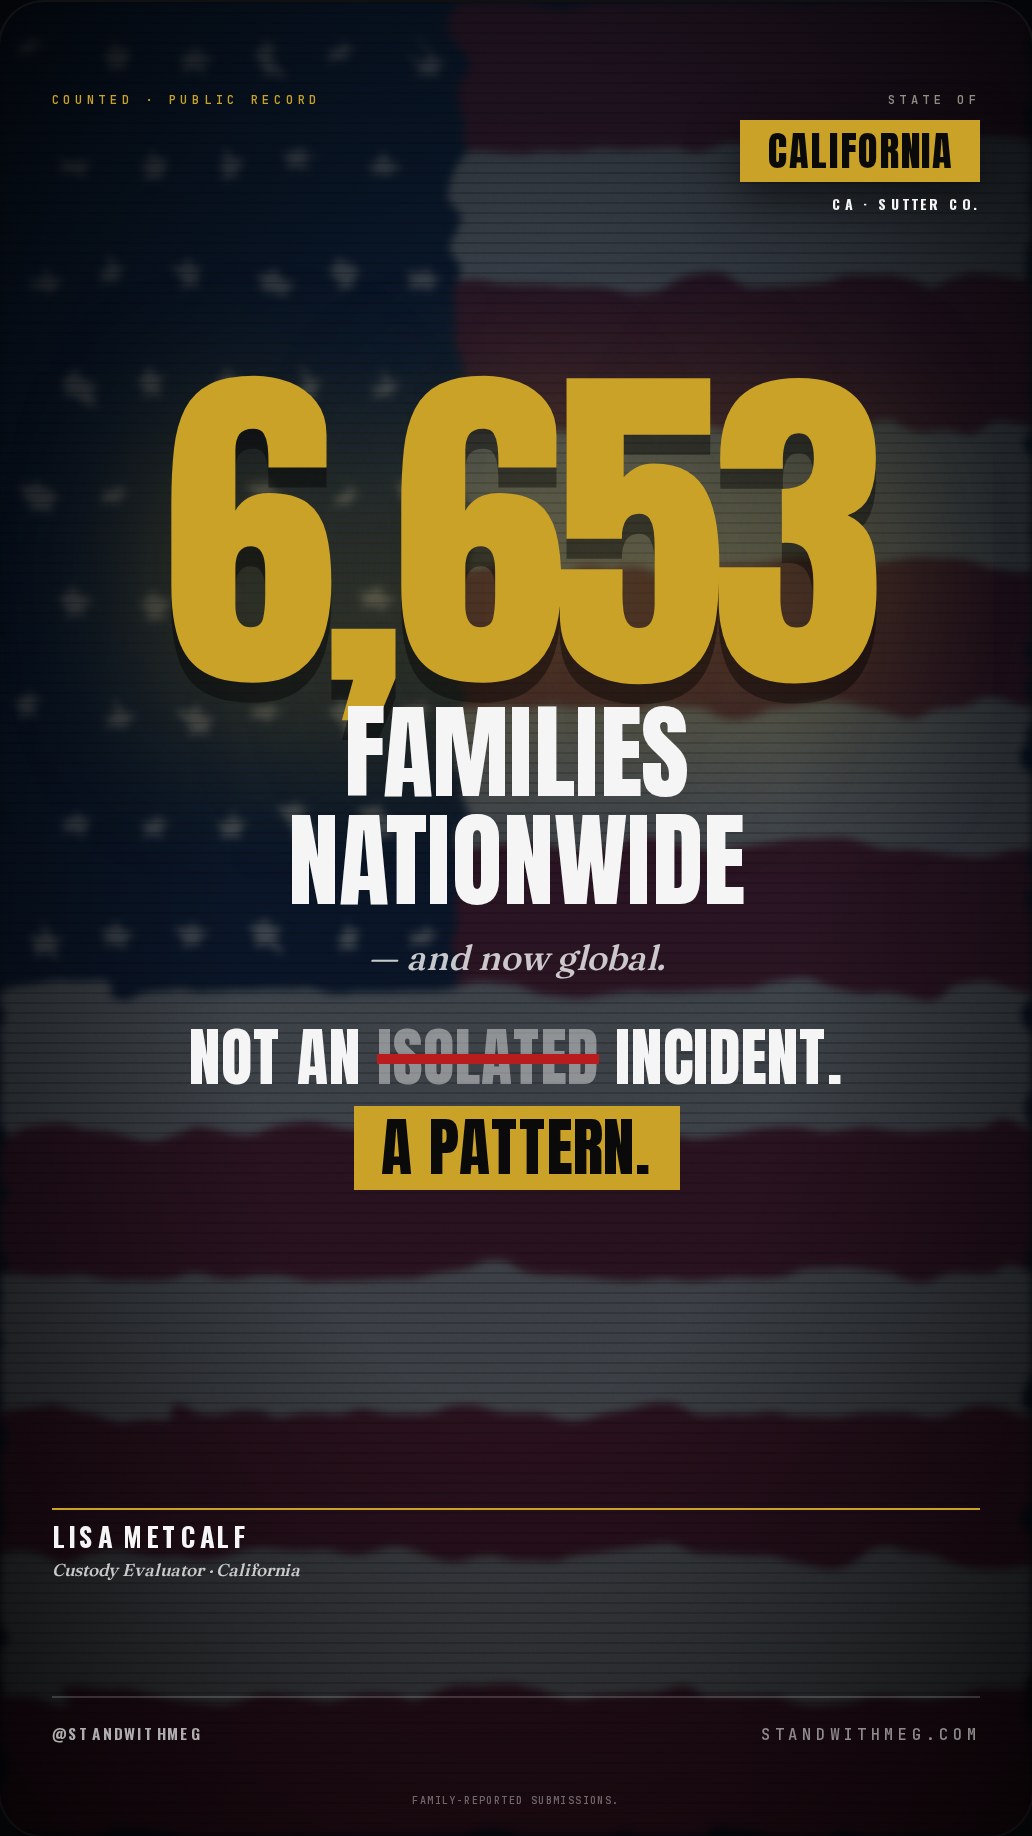 COUNTED · PUBLIC RECORD
STATE OF
CALIFORNIA
CA · SUTTER CO.
6,653
FAMILIES
NATIONWIDE
— and now global.
NOT AN ISOLATED INCIDENT.
A PATTERN.
LISA METCALF
Custody Evaluator · California
@STANDWITHMEG
STANDWITHMEG.COM
FAMILY-REPORTED SUBMISSIONS.